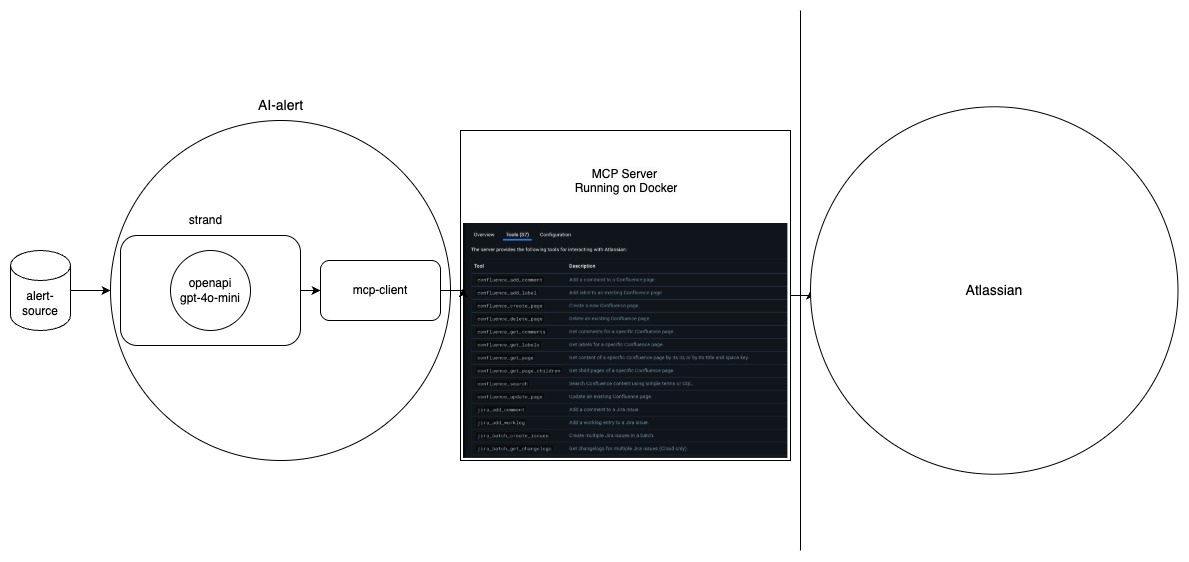 AI-alert
strand
openapi
gpt-4o-mini
alert-
source
mcp-client
MCP Server
Running on Docker
Overview Tools (37) Configuration
The server provides the following tools for interacting with Atlassian:
Tool Description
confluence_add_comment Add a comment to a Confluence page.
confluence_add_label Add label to an existing Confluence page.
confluence_create_page Create a new Confluence page.
confluence_delete_page Delete an existing Confluence page.
confluence_get_comments Get comments for a specific Confluence page.
confluence_get_labels Get labels for a specific Confluence page.
confluence_get_page Get content of a specific Confluence page by its ID, or by its title and space key.
confluence_get_page_children Get child pages of a specific Confluence page.
confluence_search Search Confluence content using simple terms or CQL.
confluence_update_page Update an existing Confluence page.
jira_add_comment Add a comment to a Jira issue.
jira_add_worklog Add a worklog entry to a Jira issue.
jira_batch_create_issues Create multiple Jira issues in a batch.
jira_batch_get_changelogs Get changelogs for multiple Jira issues (Cloud only).
Atlassian